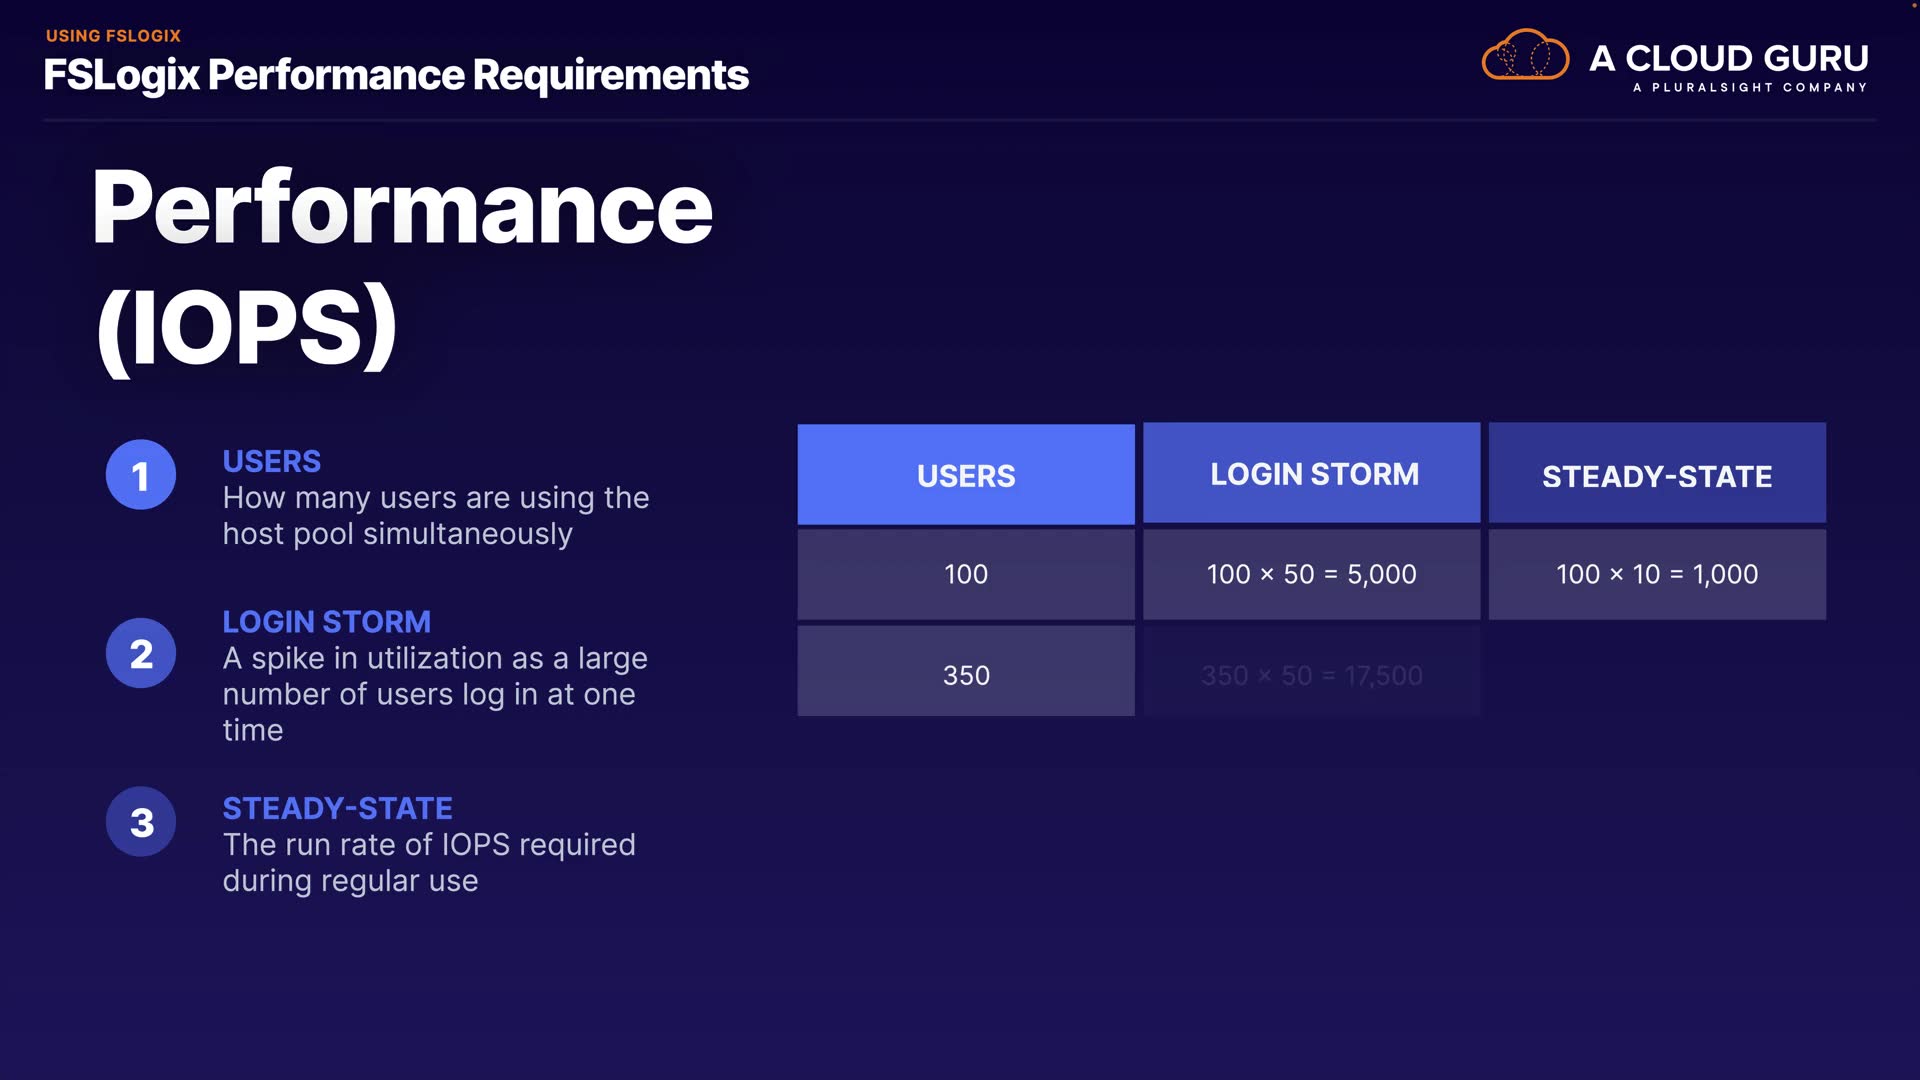 USING FSLOGIX
FSLogix Performance Requirements
A CLOUD GURU
A PLURALSIGHT COMPANY
Performance
(IOPS)
1
USERS
How many users are using the
host pool simultaneously
2
LOGIN STORM
A spike in utilization as a large
number of users log in at one
time
3
STEADY-STATE
The run rate of IOPS required
during regular use
USERS LOGIN STORM STEADY-STATE
100 100 × 50 = 5,000 100 × 10 = 1,000
350 350 × 50 = 17,500